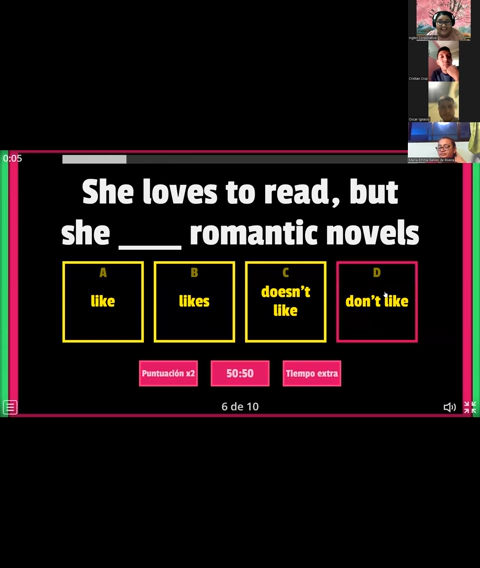 0:05
She loves to read, but
she ____ romantic novels
A
like
B
likes
C
doesn't
like
D
don't like
Puntuación x2
50:50
Tiempo extra
6 de 10